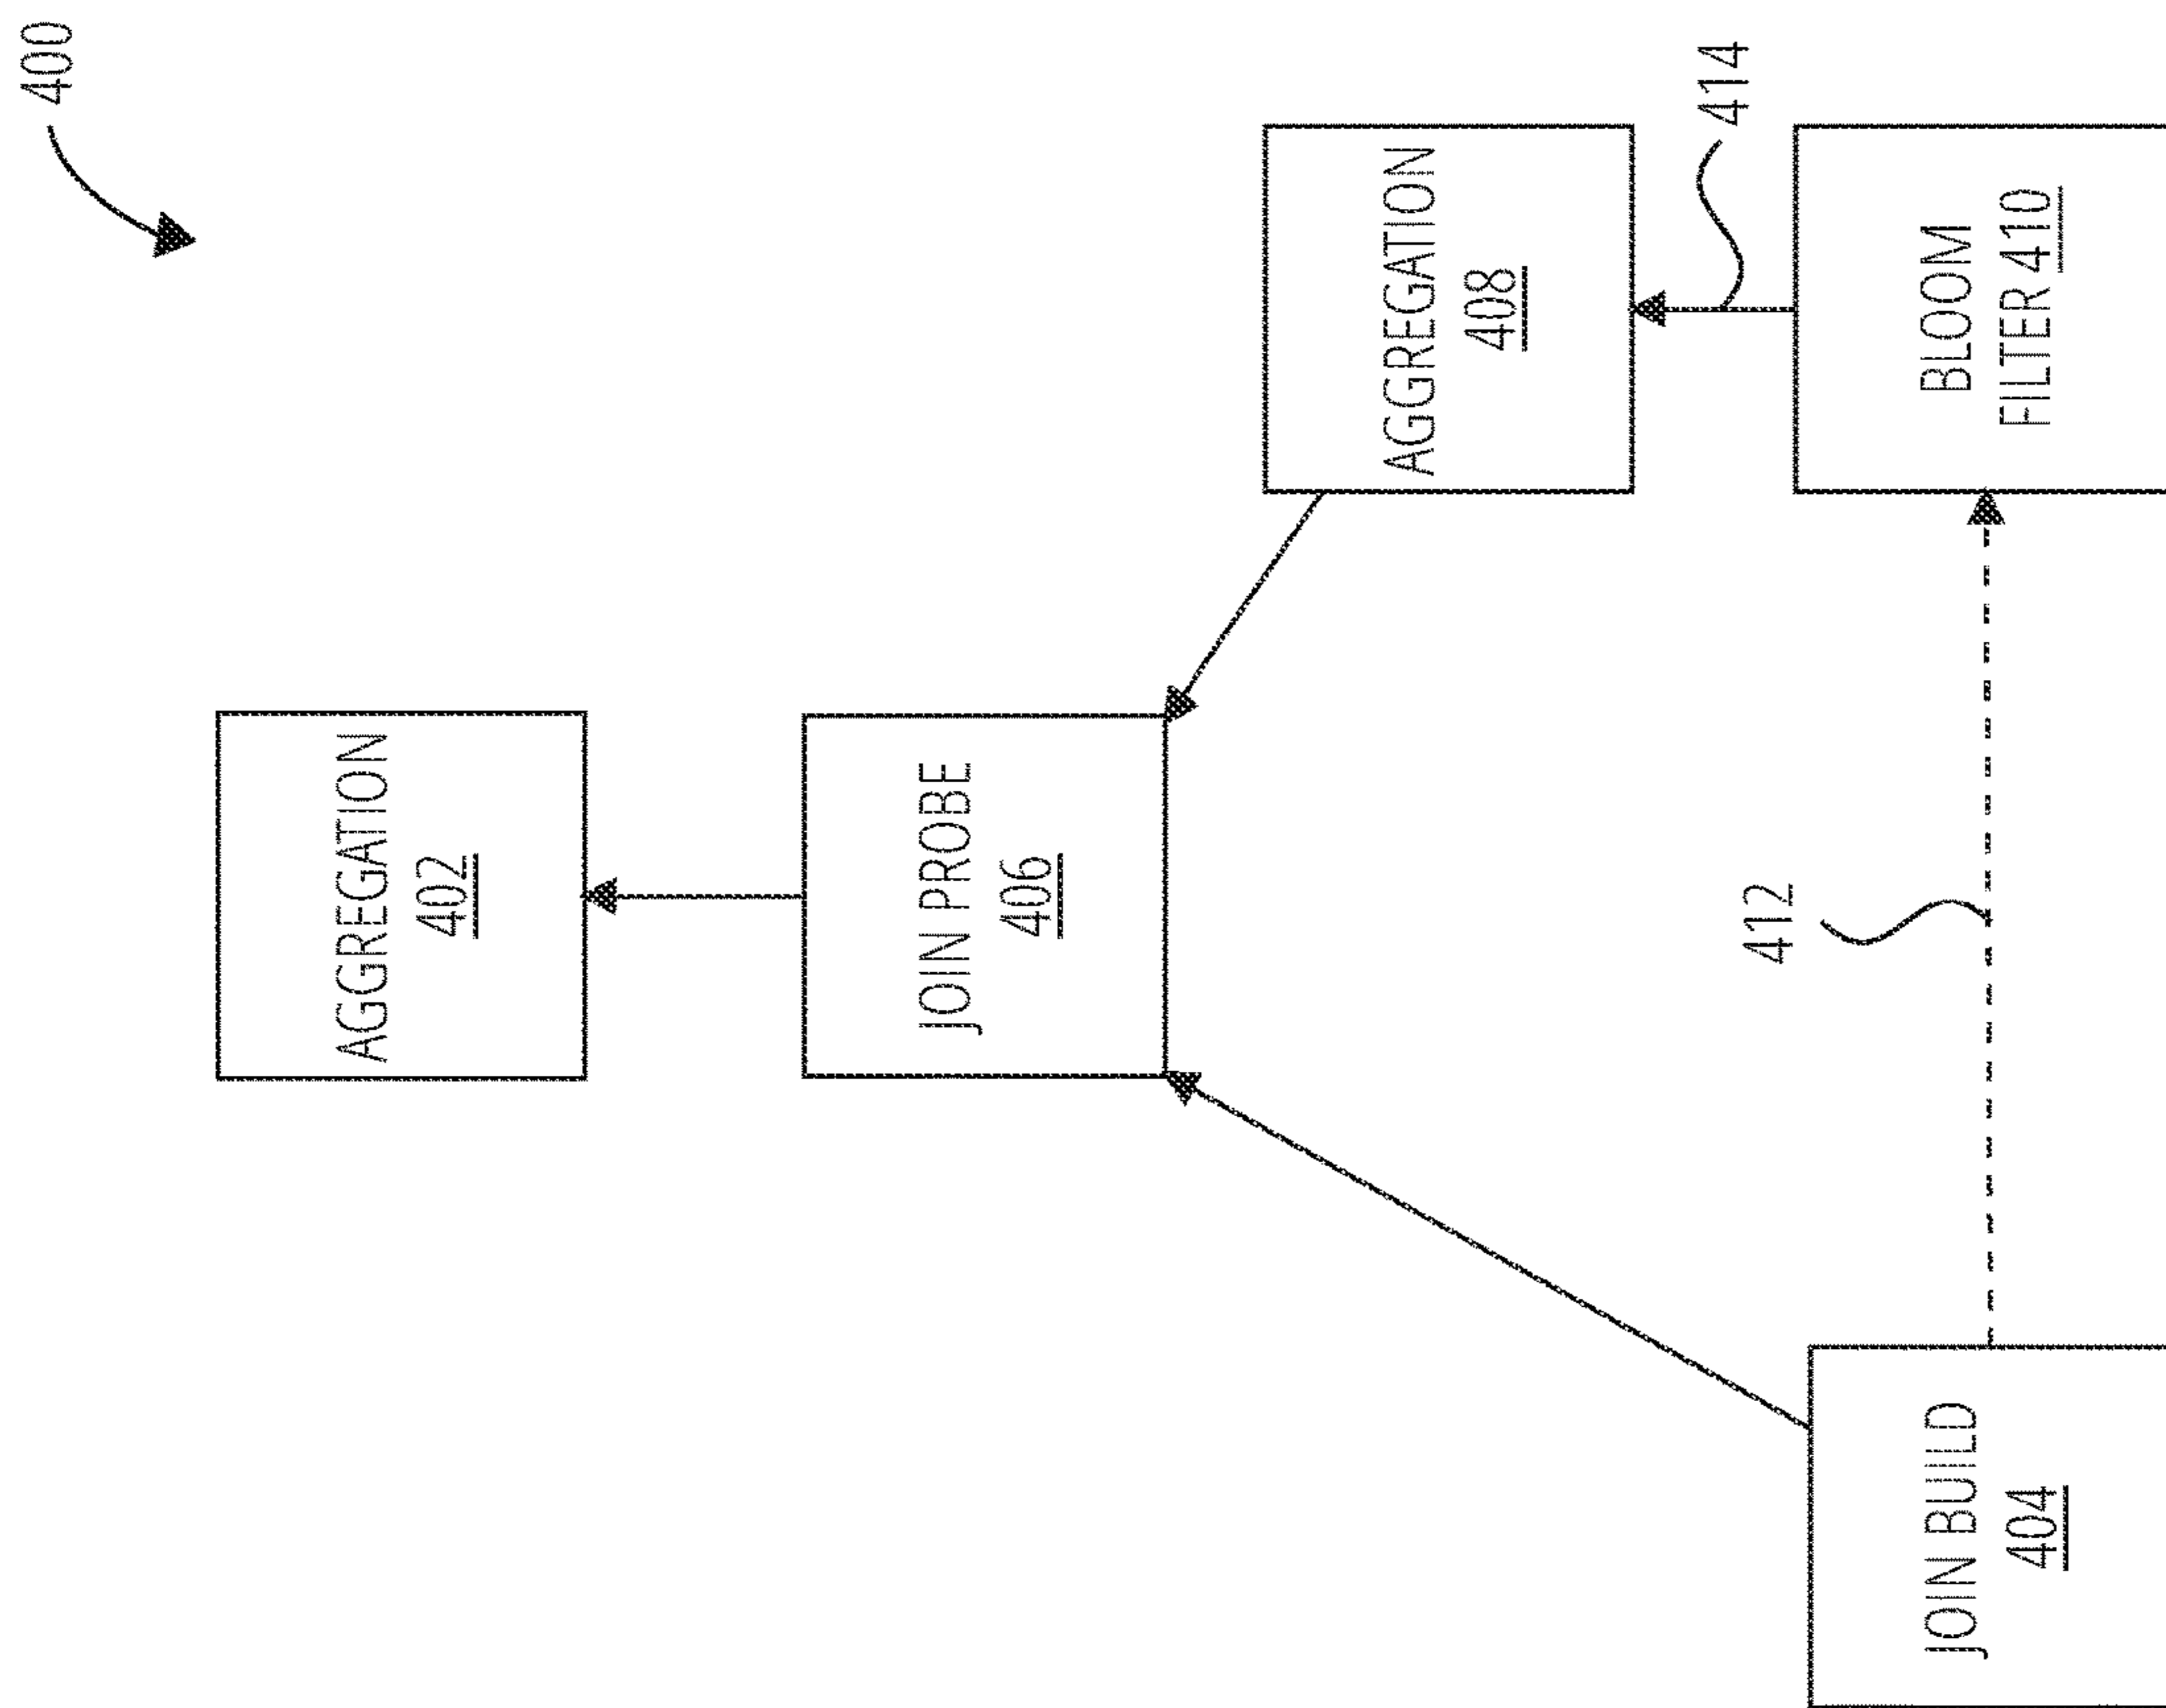 400
AGGREGATION
402
JOIN PROBE
406
AGGREGATION
408
414
BLOOM
FILTER 410
412
JOIN BUILD
404